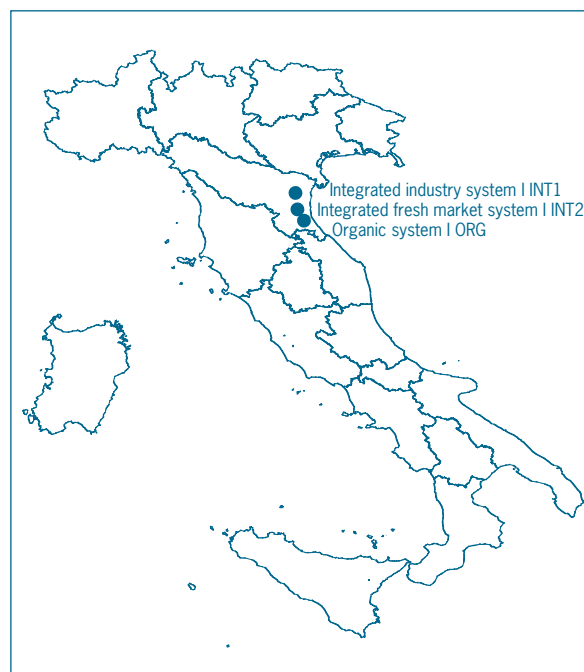 Integrated industry system I INT1
Integrated fresh market system I INT2
Organic system I ORG